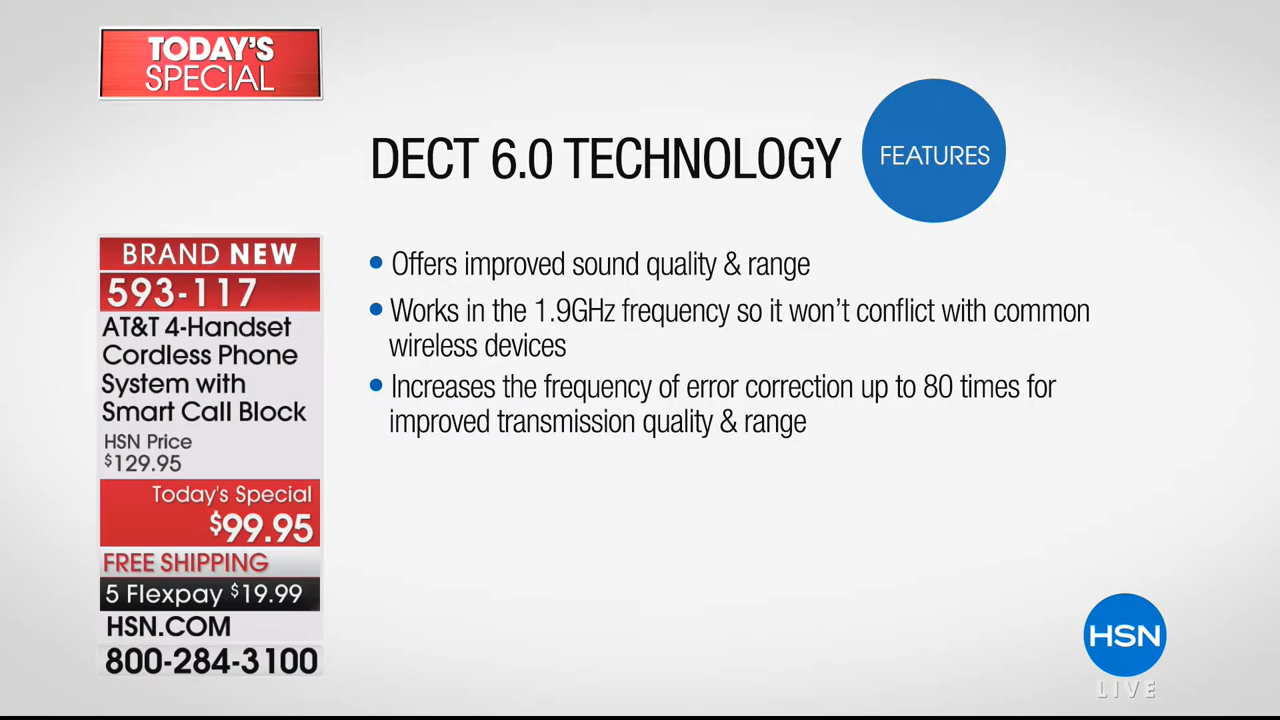 TODAY'S
SPECIAL
DECT 6.0 TECHNOLOGY
FEATURES
• Offers improved sound quality & range
• Works in the 1.9GHz frequency so it won't conflict with common
wireless devices
• Increases the frequency of error correction up to 80 times for
improved transmission quality & range
BRAND NEW
593-117
AT&T 4-Handset
Cordless Phone
System with
Smart Call Block
HSN Price
$129.95
Today's Special
$99.95
FREE SHIPPING
5 Flexpay $19.99
HSN.COM
800-284-3100
HSN
LIVE